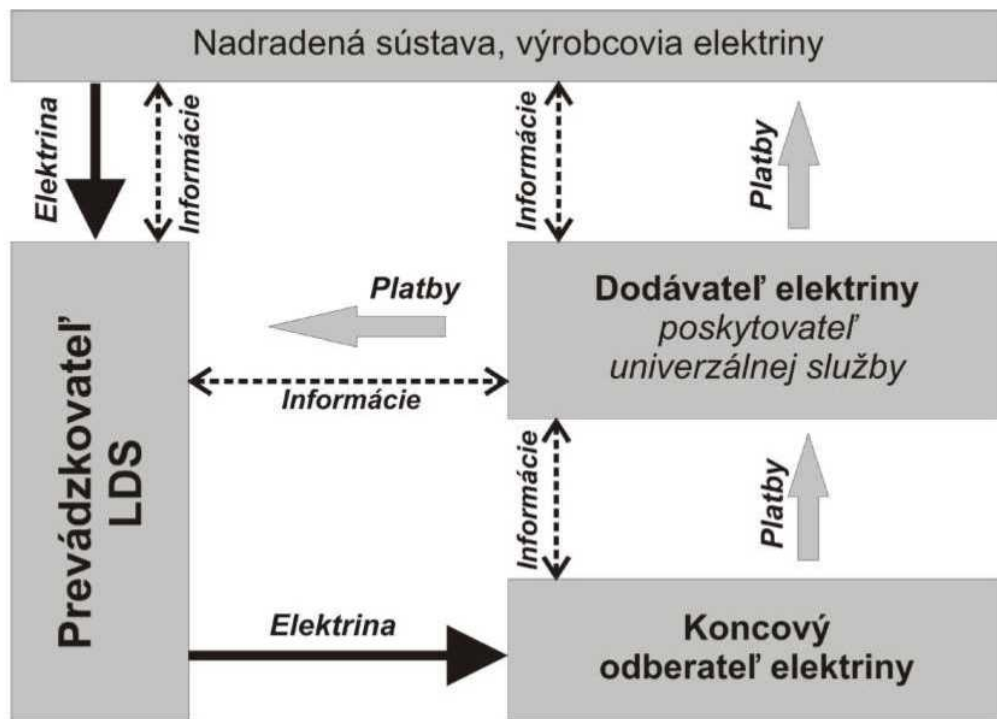 Nadradená sústava, výrobcovia elektriny
Elektrina
Informácie
Informácie
Platby
Platby
Dodávateľ elektriny
poskytovateľ
univerzálnej služby
Informácie
Prevádzkovateľ
LDS
Informácie
Platby
Elektrina
Koncový
odberateľ elektriny